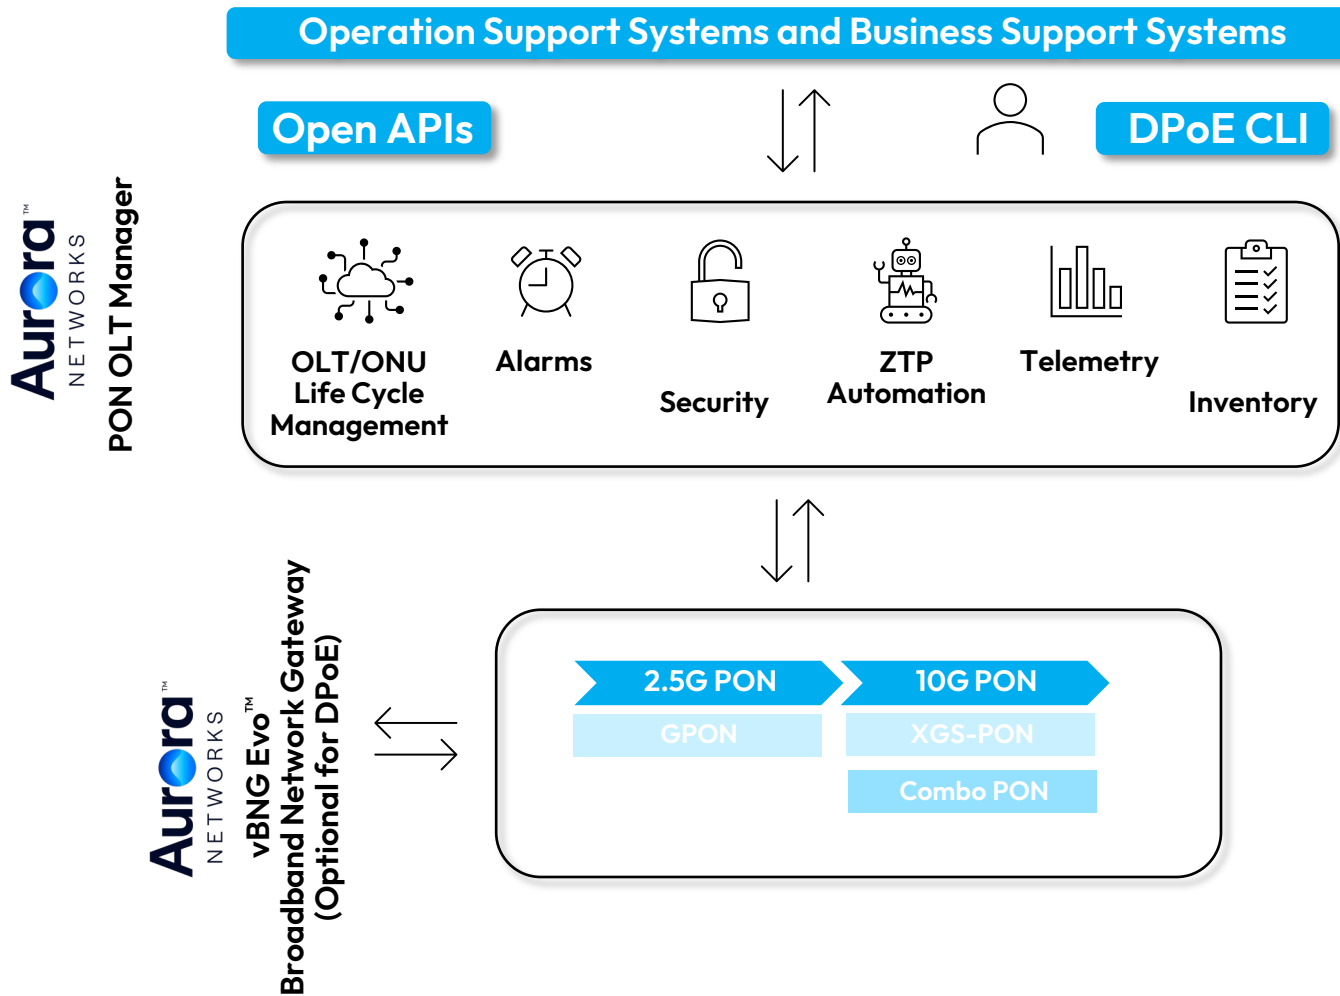 Operation Support Systems and Business Support Systems
Open APIs
DPoE CLI
Aurora™
NETWORKS
PON OLT Manager
OLT/ONU
Life Cycle
Management
Alarms
Security
ZTP
Automation
Telemetry
Inventory
Aurora™
NETWORKS
vBNG Evo™
Broadband Network Gateway
(Optional for DPoE)
2.5G PON
10G PON
GPON
XGS-PON
Combo PON